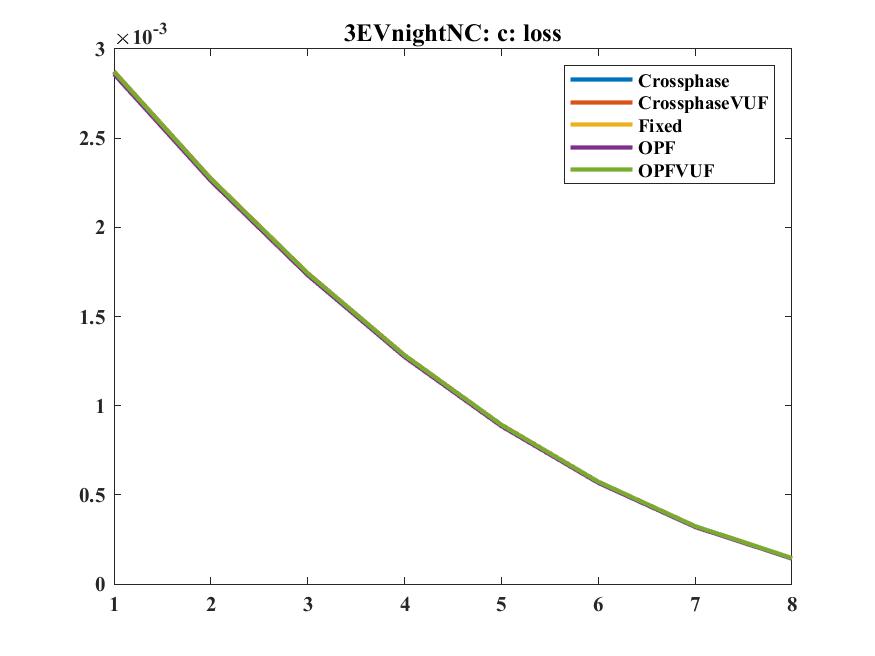 3EVnightNC: c: loss
×10-3
3
2.5
2
1.5
1
0.5
0
1 2 3 4 5 6 7 8
Crossphase
CrossphaseVUF
Fixed
OPF
OPFVUF